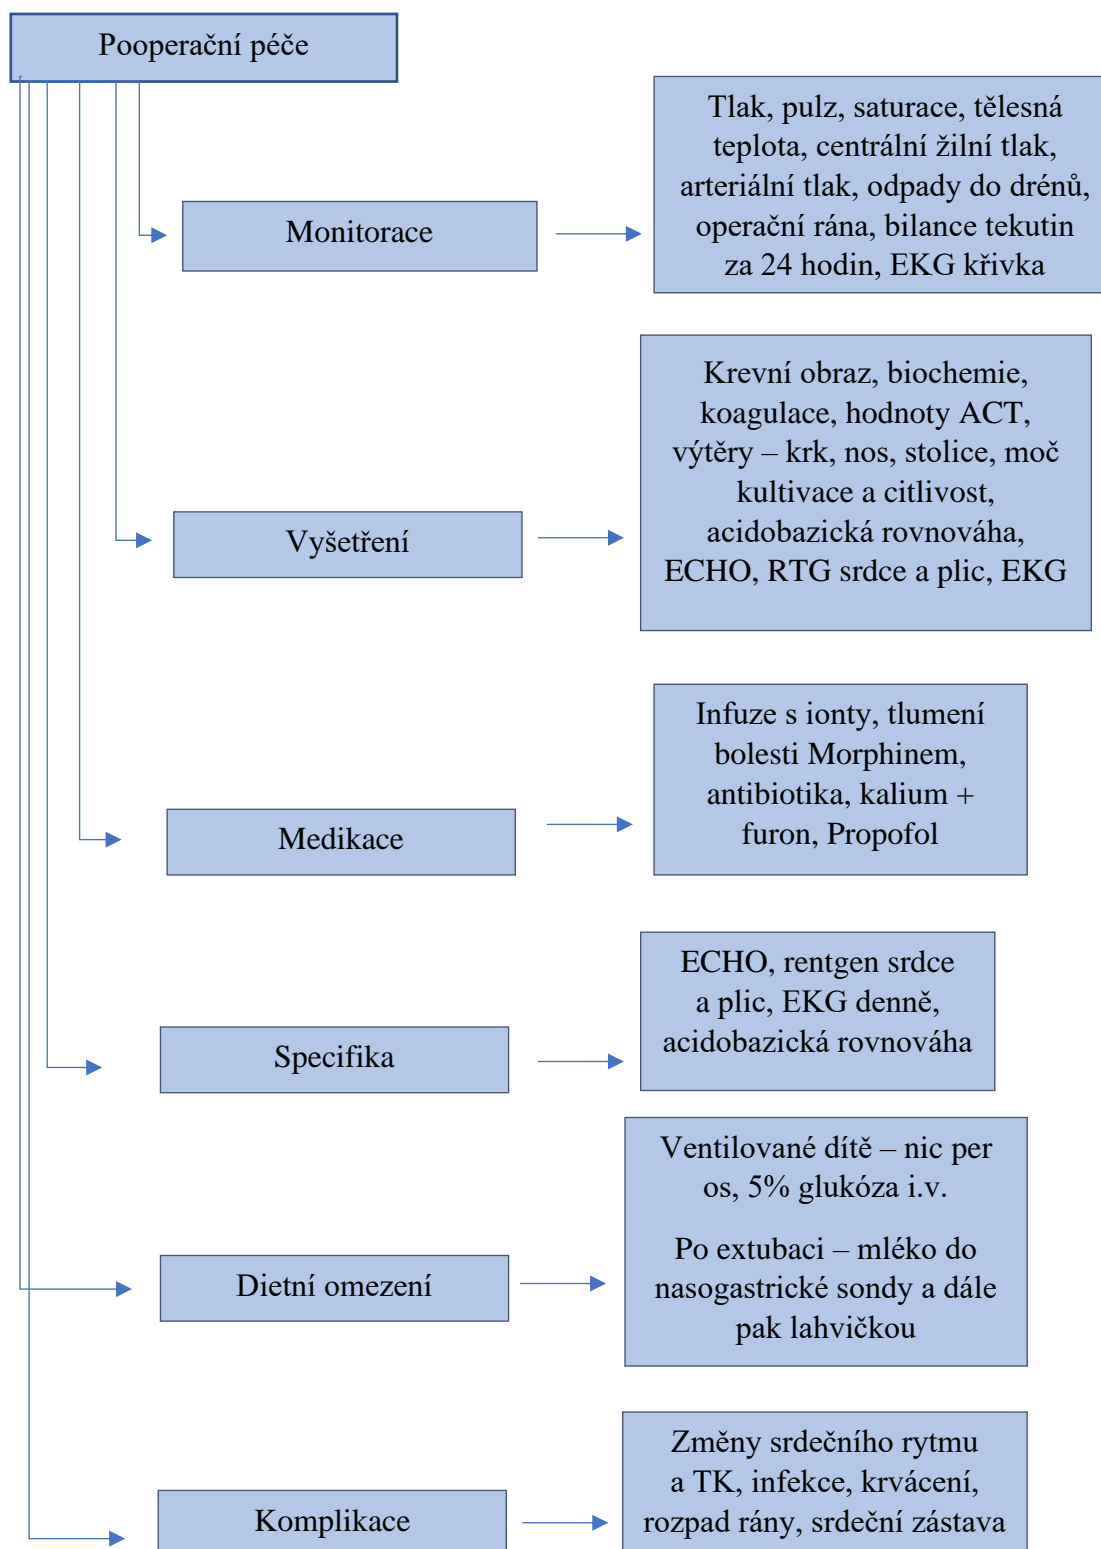 Pooperační péče
Tlak, pulz, saturace, tělesná
teplota, centrální žilní tlak,
arteriální tlak, odpady do drénů,
operační rána, bilance tekutin
za 24 hodin, EKG křivka
Monitorace
Krevní obraz, biochemie,
koagulace, hodnoty ACT,
výtěry – krk, nos, stolice, moč
kultivace a citlivost,
acidobazická rovnováha,
ECHO, RTG srdce a plic, EKG
Vyšetření
Infuze s ionty, tlumení
bolesti Morphinem,
antibiotika, kalium +
furon, Propofol
Medikace
ECHO, rentgen srdce
a plic, EKG denně,
acidobazická rovnováha
Specifika
Ventilované dítě – nic per
os, 5% glukóza i.v.
Po extubaci – mléko do
nasogastrické sondy a dále
pak lahvičkou
Dietní omezení
Změny srdečního rytmu
a TK, infekce, krvácení,
rozpad rány, srdeční zástava
Komplikace